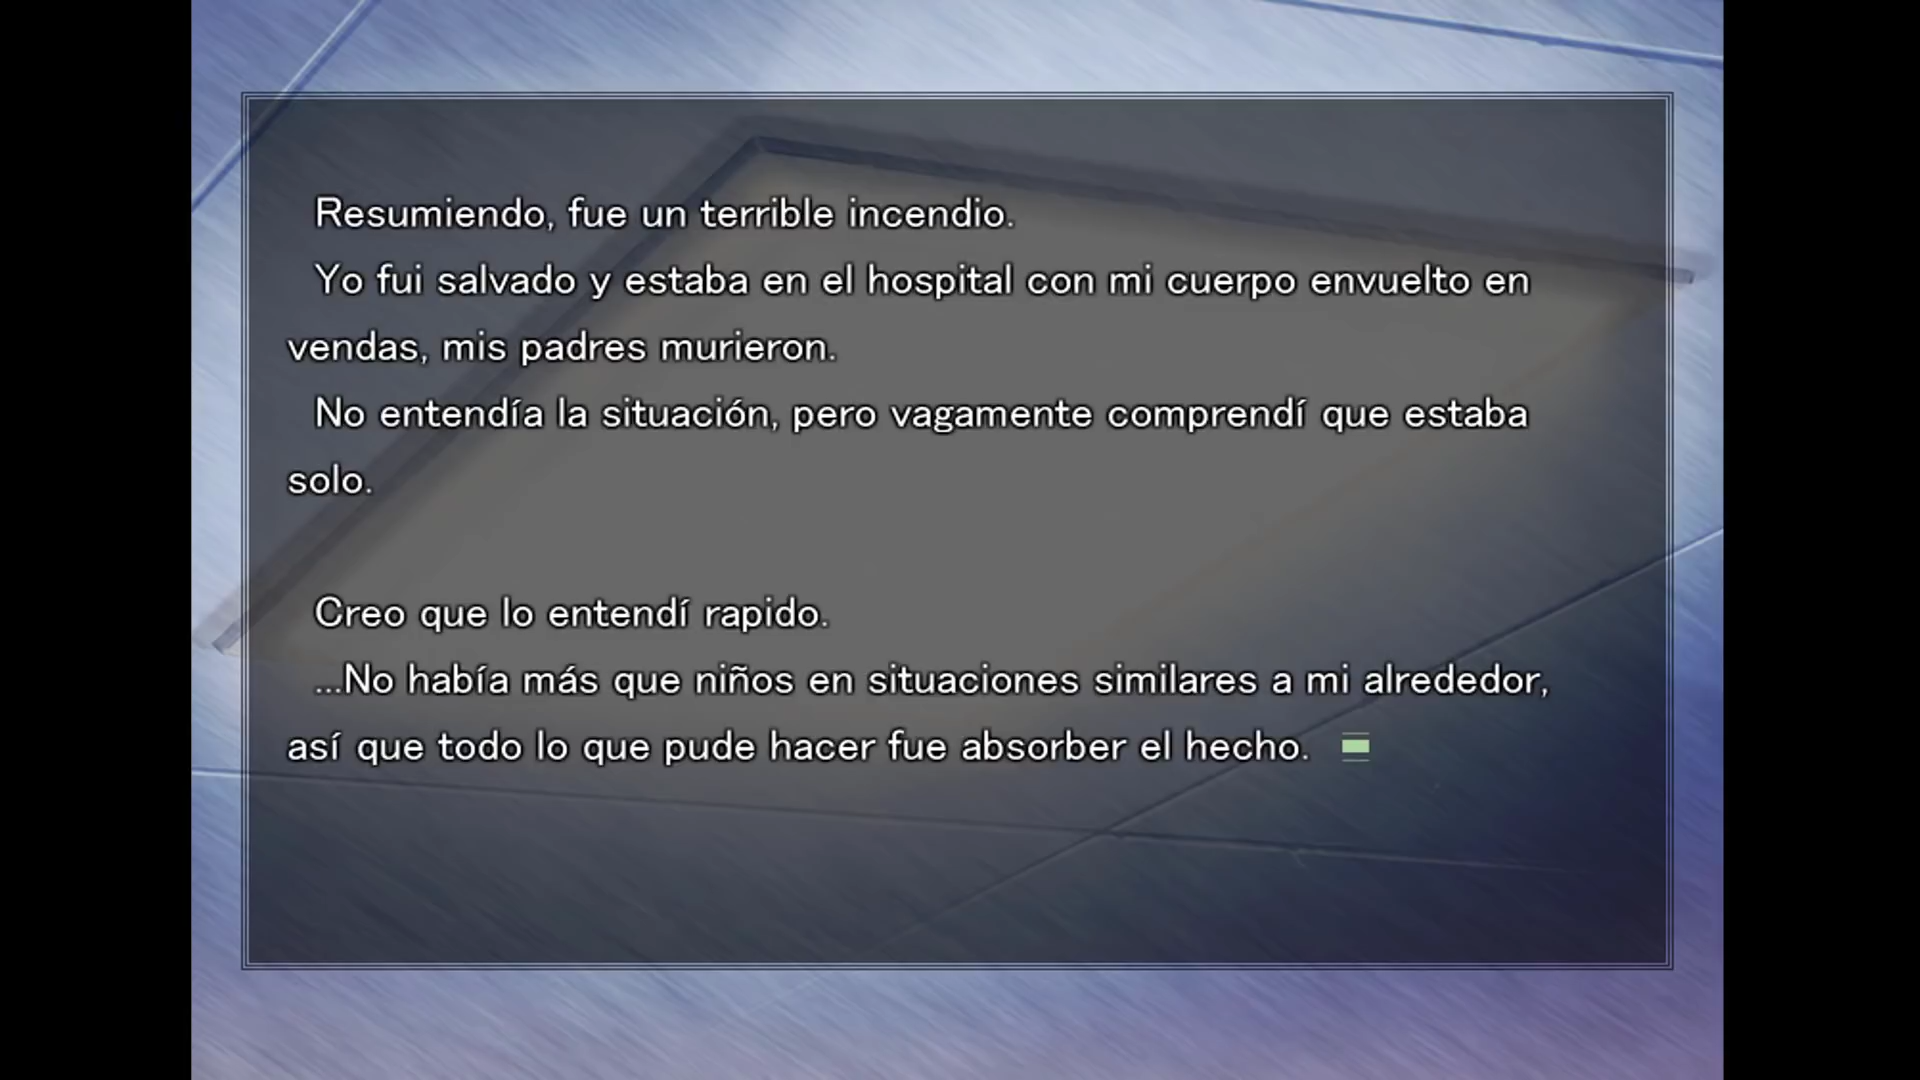 Resumiendo, fue un terrible incendio.
Yo fui salvado y estaba en el hospital con mi cuerpo envuelto en
vendas, mis padres murieron.
No entendía la situación, pero vagamente comprendí que estaba
solo.
Creo que lo entendí rapido.
...No había más que niños en situaciones similares a mi alrededor,
así que todo lo que pude hacer fue absorber el hecho.